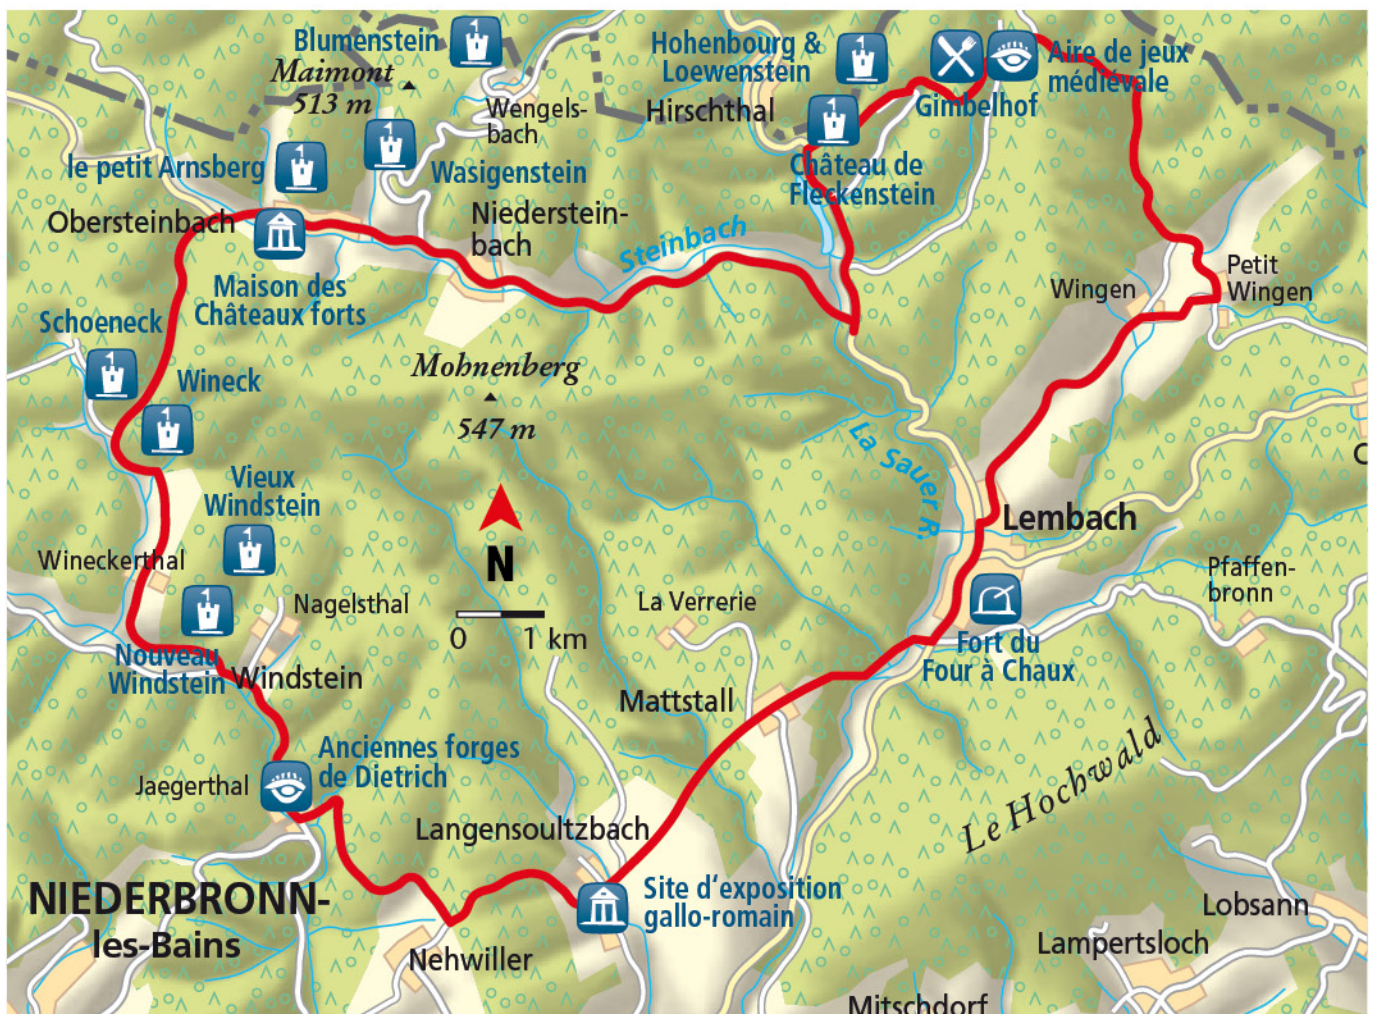 Blumenstein
Maimont
513 m
Hohenbourg &
Loewenstein
Hirschthal
Aire de jeux
médiévale
Gimbelhof
Wengels-
bach
le petit Arnsberg
Wasigenstein
Château de
Fleckenstein
Obersteinbach
Niederstein-
bach
Steinbach
Maison des
Châteaux forts
Petit
Wingen
Wingen
Schoeneck
Wineck
Mohnenberg
547 m
La Sauer R.
Vieux
Windstein
N
0 1 km
Lembach
Wineckerthal
Nagelsthal
La Verrerie
Pfaffen-
bronn
Nouveau
Windstein
Windstein
Fort du
Four à Chaux
Mattstall
Anciennes forges
de Dietrich
Jaegerthal
Le Hochwald
Langensoultzbach
Site d'exposition
gallo-romain
NIEDERBRONN-
les-Bains
Nehwiller
Lobsann
Lampertsloch
Mitschdorf